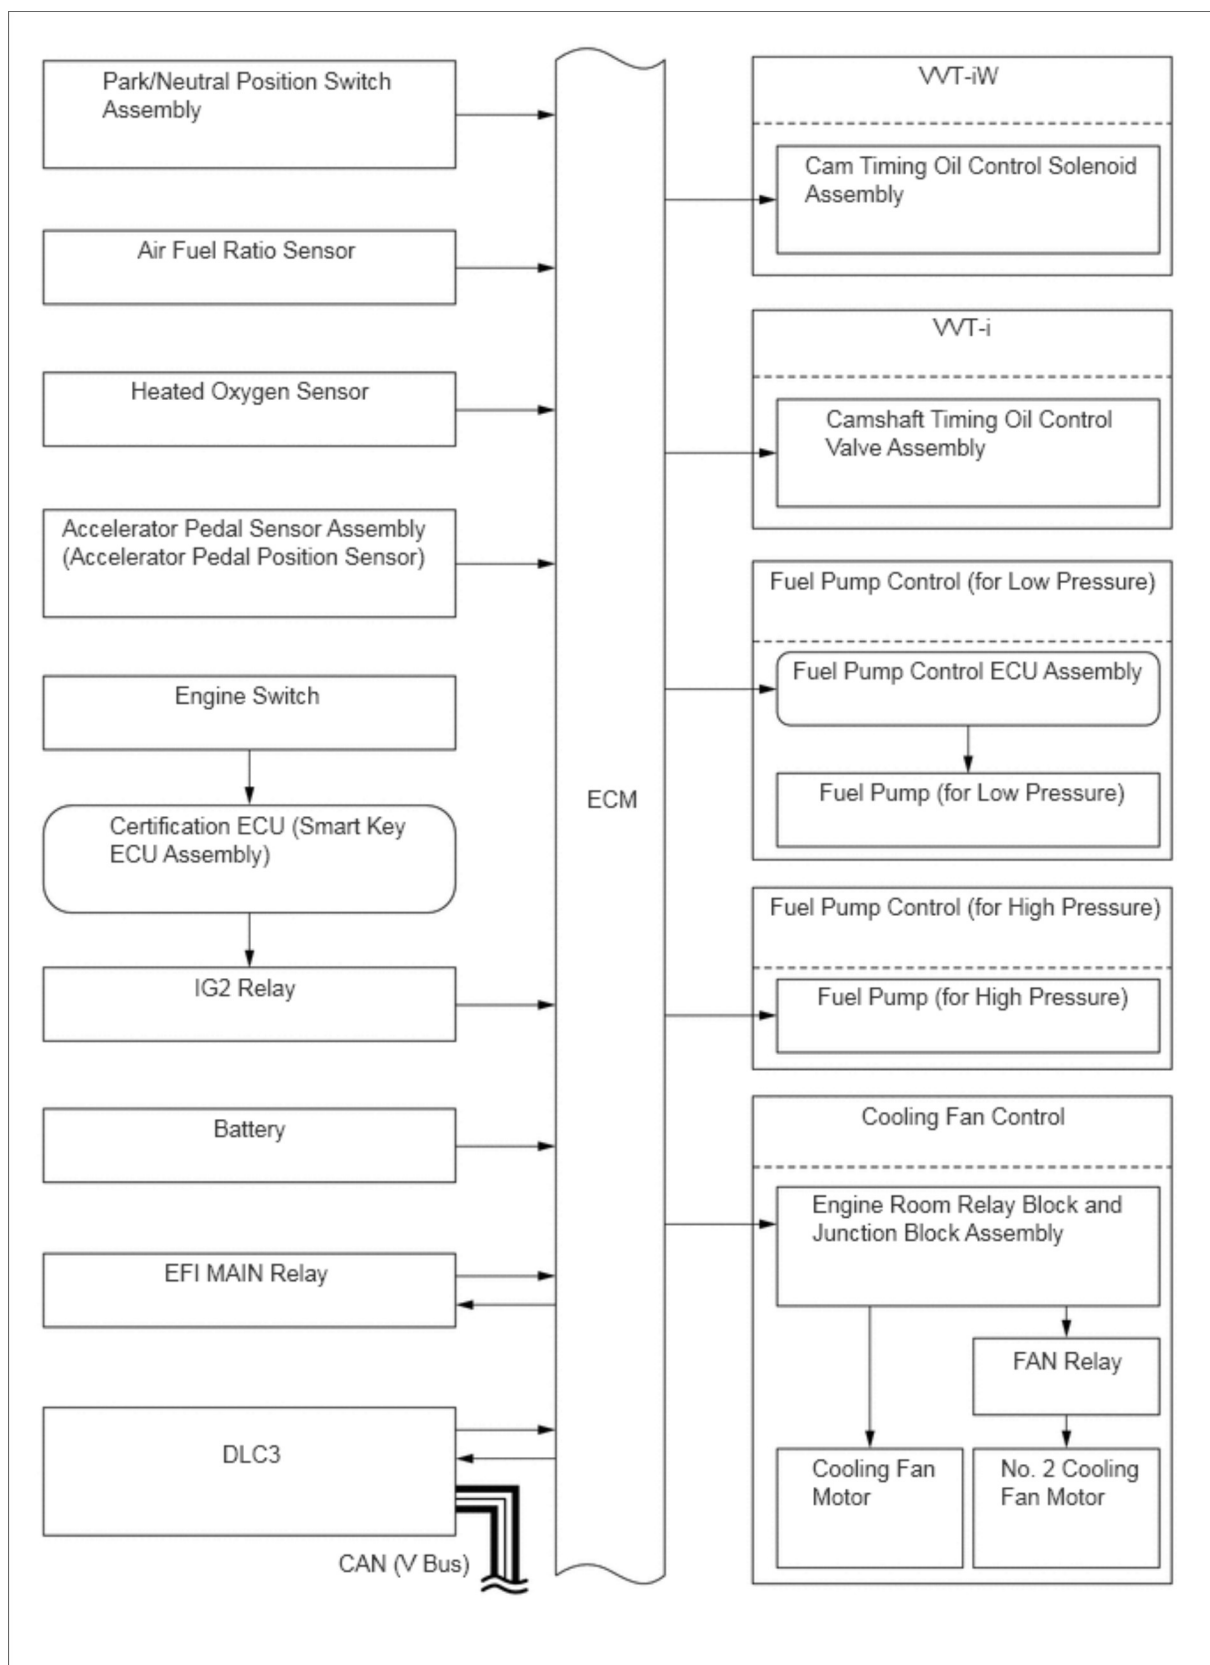 Park/Neutral Position Switch
Assembly
Air Fuel Ratio Sensor
Heated Oxygen Sensor
Accelerator Pedal Sensor Assembly
(Accelerator Pedal Position Sensor)
Engine Switch
Certification ECU (Smart Key
ECU Assembly)
IG2 Relay
Battery
EFI MAIN Relay
DLC3
CAN (V Bus)
ECM
VVT-iW
Cam Timing Oil Control Solenoid
Assembly
VVT-i
Camshaft Timing Oil Control
Valve Assembly
Fuel Pump Control (for Low Pressure)
Fuel Pump Control ECU Assembly
Fuel Pump (for Low Pressure)
Fuel Pump Control (for High Pressure)
Fuel Pump (for High Pressure)
Cooling Fan Control
Engine Room Relay Block and
Junction Block Assembly
FAN Relay
Cooling Fan
Motor
No. 2 Cooling
Fan Motor